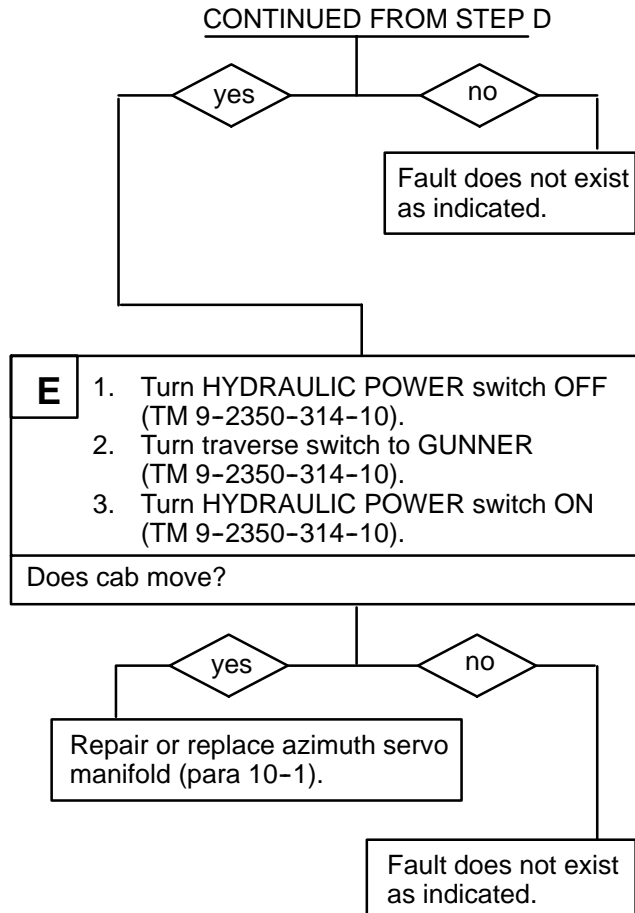 CONTINUED FROM STEP D
yes
no
Fault does not exist
as indicated.
E
1. Turn HYDRAULIC POWER switch OFF
(TM 9-2350-314-10).
2. Turn traverse switch to GUNNER
(TM 9-2350-314-10).
3. Turn HYDRAULIC POWER switch ON
(TM 9-2350-314-10).
Does cab move?
yes
no
Repair or replace azimuth servo
manifold (para 10-1).
Fault does not exist
as indicated.